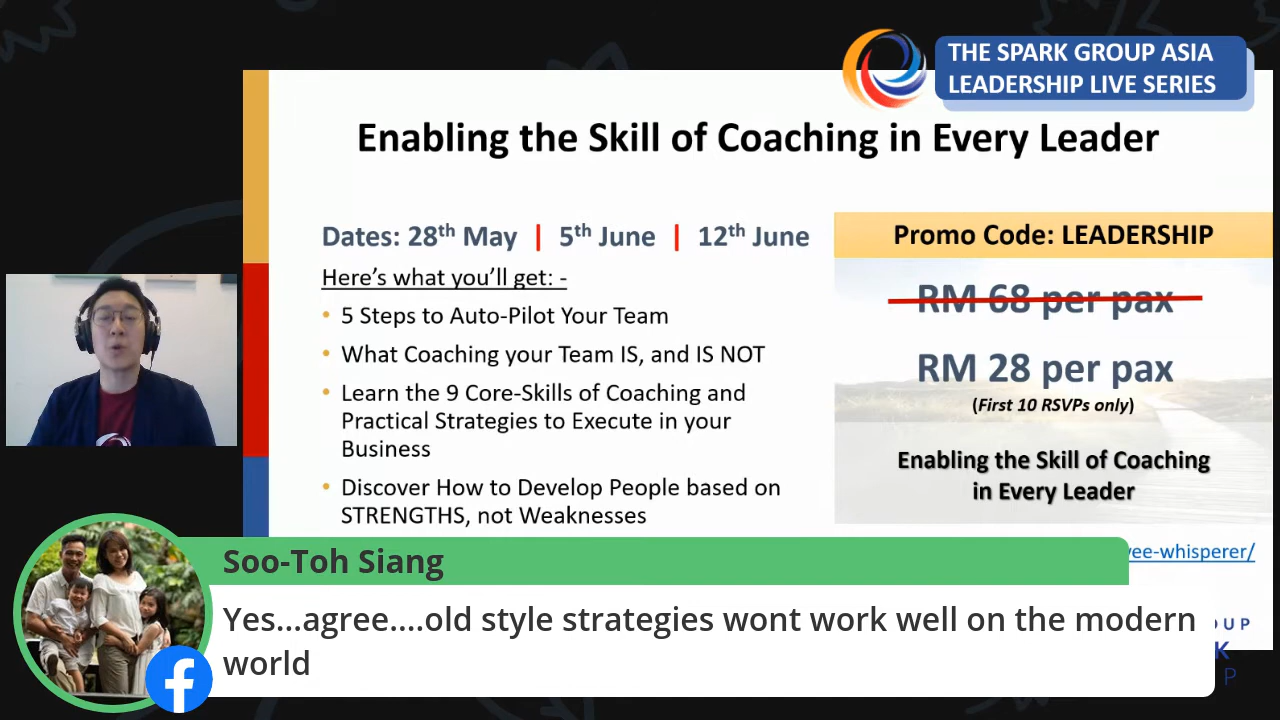 THE SPARK GROUP ASIA
LEADERSHIP LIVE SERIES
Enabling the Skill of Coaching in Every Leader
Dates: 28th May | 5th June | 12th June
Here’s what you’ll get: -
• 5 Steps to Auto-Pilot Your Team
• What Coaching your Team IS, and IS NOT
• Learn the 9 Core-Skills of Coaching and
Practical Strategies to Execute in your
Business
• Discover How to Develop People based on
STRENGTHS, not Weaknesses
Promo Code: LEADERSHIP
RM 68 per pax
RM 28 per pax
(First 10 RSVPs only)
Enabling the Skill of Coaching
in Every Leader
Soo-Toh Siang
Yes...agree....old style strategies wont work well on the modern
world